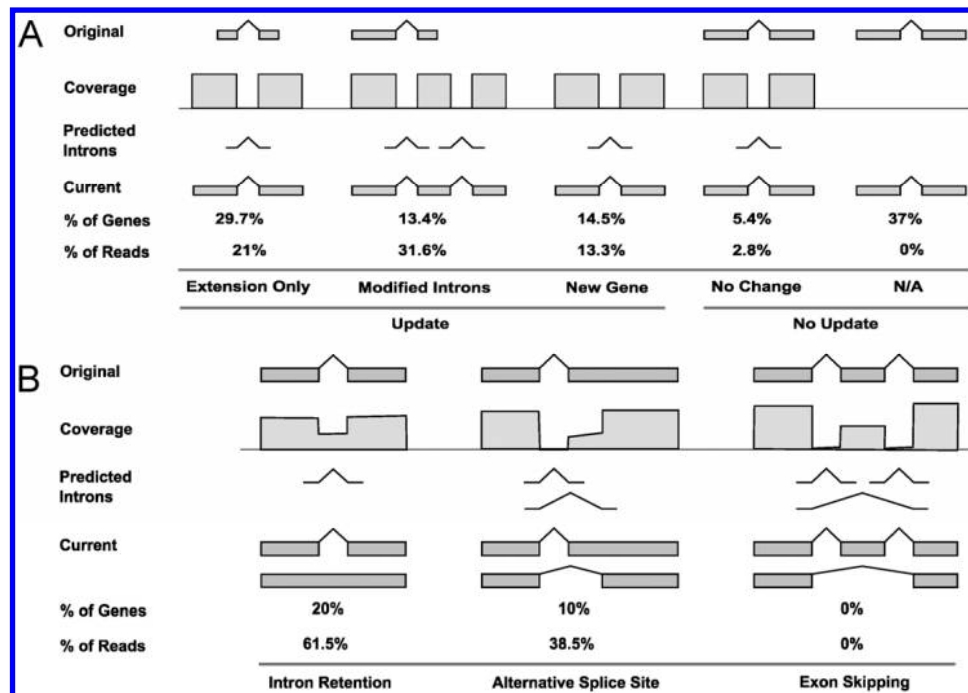 A
Original
Coverage
Predicted
Introns
Current
% of Genes 29.7% 13.4% 14.5% 5.4% 37%
% of Reads 21% 31.6% 13.3% 2.8% 0%
Extension Only Modified Introns New Gene No Change N/A
Update No Update
B
Original
Coverage
Predicted
Introns
Current
% of Genes 20% 10% 0%
% of Reads 61.5% 38.5% 0%
Intron Retention Alternative Splice Site Exon Skipping